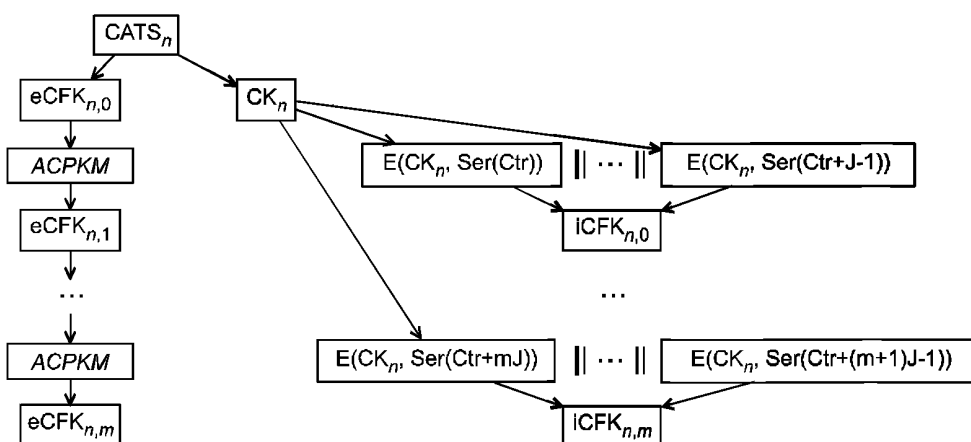 CATSₙ
eCFKₙ,₀
CKₙ
ACPKM
E(CKₙ, Ser(Ctr)) || ··· || E(CKₙ, Ser(Ctr+J-1))
eCFKₙ,₁
iCFKₙ,₀
··· ···
ACPKM
E(CKₙ, Ser(Ctr+mJ)) || ··· || E(CKₙ, Ser(Ctr+(m+1)J-1))
eCFKₙ,ₘ
iCFKₙ,ₘ